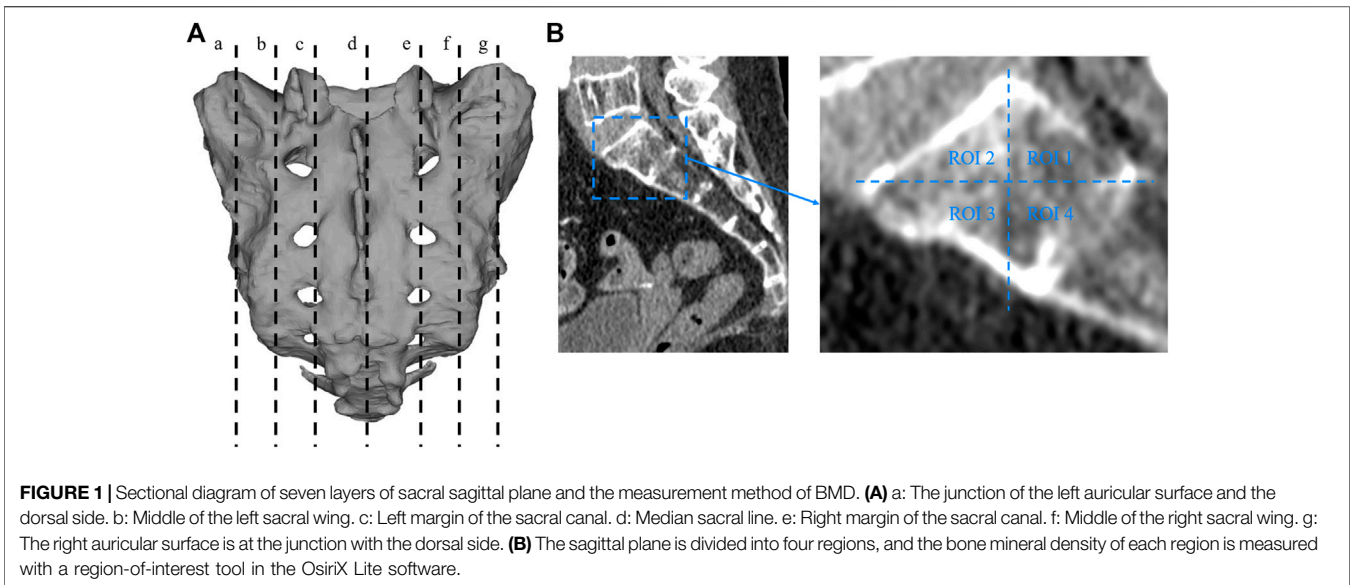 A
a b c d e f g
B
ROI 2 ROI 1
ROI 3 ROI 4
FIGURE 1 | Sectional diagram of seven layers of sacral sagittal plane and the measurement method of BMD. (A) a: The junction of the left auricular surface and the
dorsal side. b: Middle of the left sacral wing. c: Left margin of the sacral canal. d: Median sacral line. e: Right margin of the sacral canal. f: Middle of the right sacral wing. g:
The right auricular surface is at the junction with the dorsal side. (B) The sagittal plane is divided into four regions, and the bone mineral density of each region is measured
with a region-of-interest tool in the OsiriX Lite software.